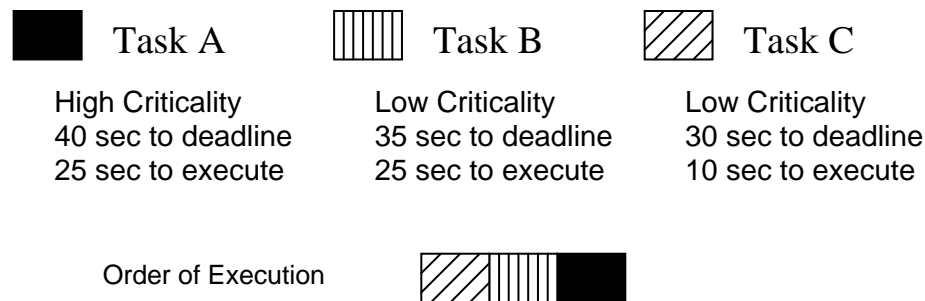 Task A Task B Task C
High Criticality Low Criticality Low Criticality
40 sec to deadline 35 sec to deadline 30 sec to deadline
25 sec to execute 25 sec to execute 10 sec to execute
Order of Execution